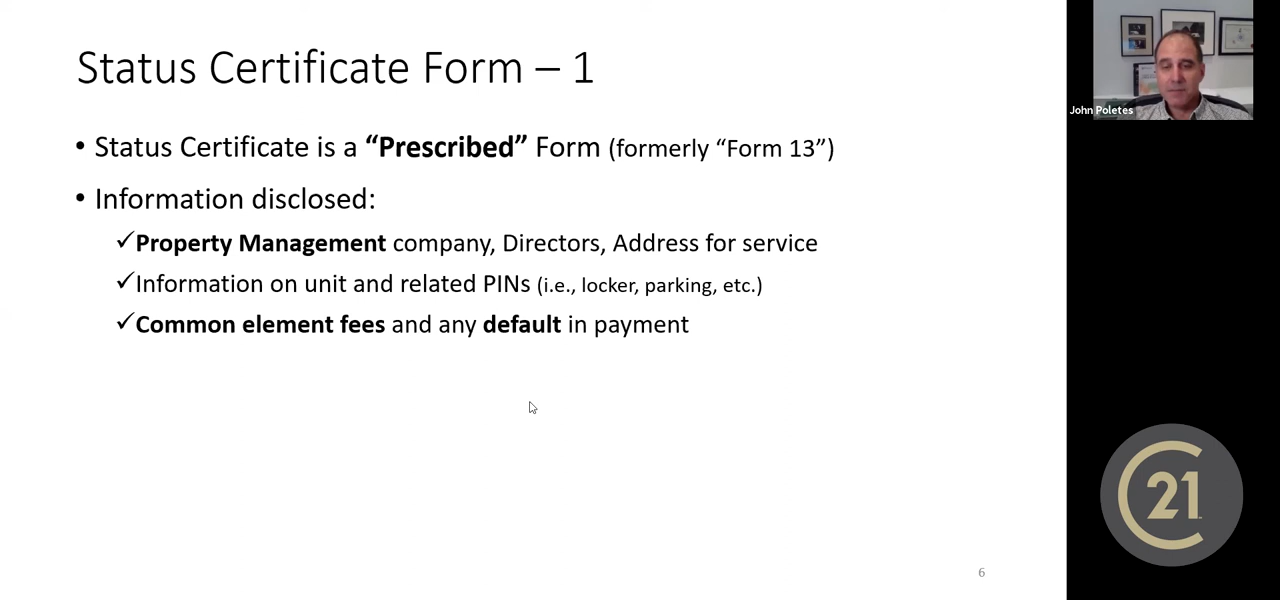 Status Certificate Form – 1
• Status Certificate is a “Prescribed” Form (formerly “Form 13”)
• Information disclosed:
✓Property Management company, Directors, Address for service
✓Information on unit and related PINs (i.e., locker, parking, etc.)
✓Common element fees and any default in payment
6
John Poletes
C21